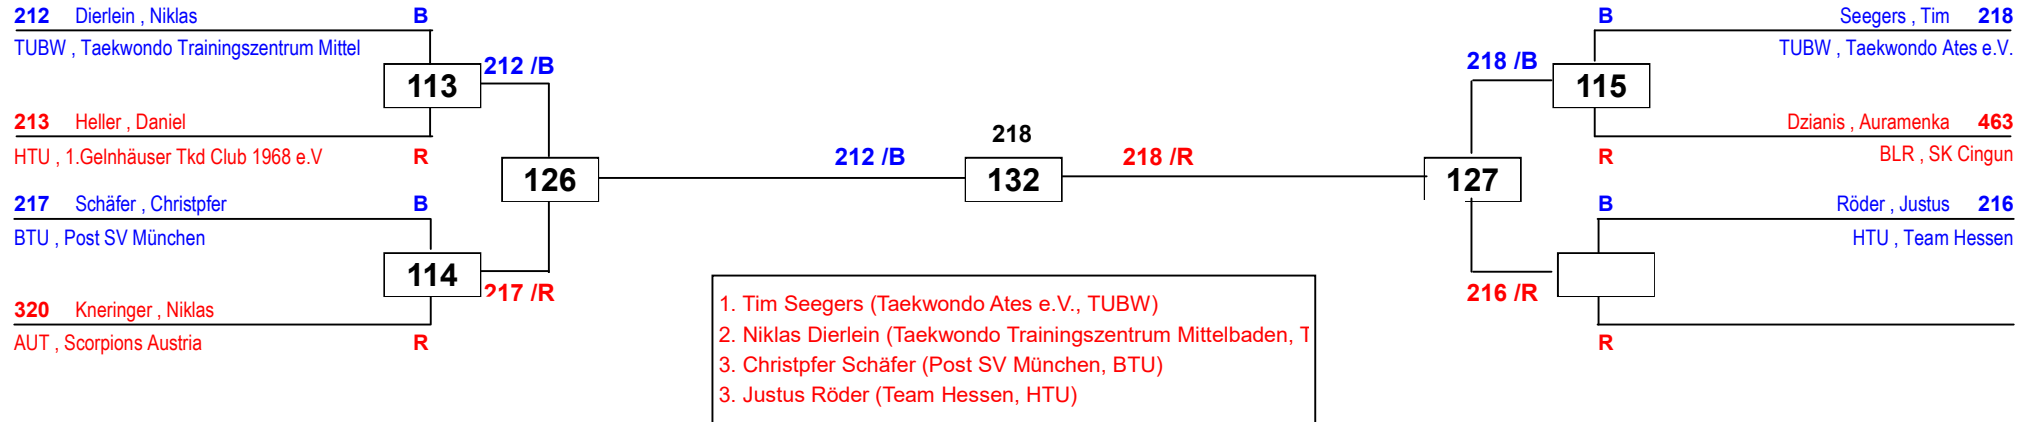 212 Dierlein , Niklas B
TUBW , Taekwondo Trainingszentrum Mittel
113
212 /B
213 Heller , Daniel
HTU , 1.Gelnhäuser Tkd Club 1968 e.V R
126
217 Schäfer , Christpfer B
BTU , Post SV München
114
217 /R
320 Kneringer , Niklas
AUT , Scorpions Austria R
212 /B
218
132
218 /R
B Seegers , Tim 218
TUBW , Taekwondo Ates e.V.
218 /B
115
Dzianis , Auramenka 463
R BLR , SK Cingun
127
B Röder , Justus 216
HTU , Team Hessen
216 /R
R
1. Tim Seegers (Taekwondo Ates e.V., TUBW)
2. Niklas Dierlein (Taekwondo Trainingszentrum Mittelbaden, T
3. Christpfer Schäfer (Post SV München, BTU)
3. Justus Röder (Team Hessen, HTU)